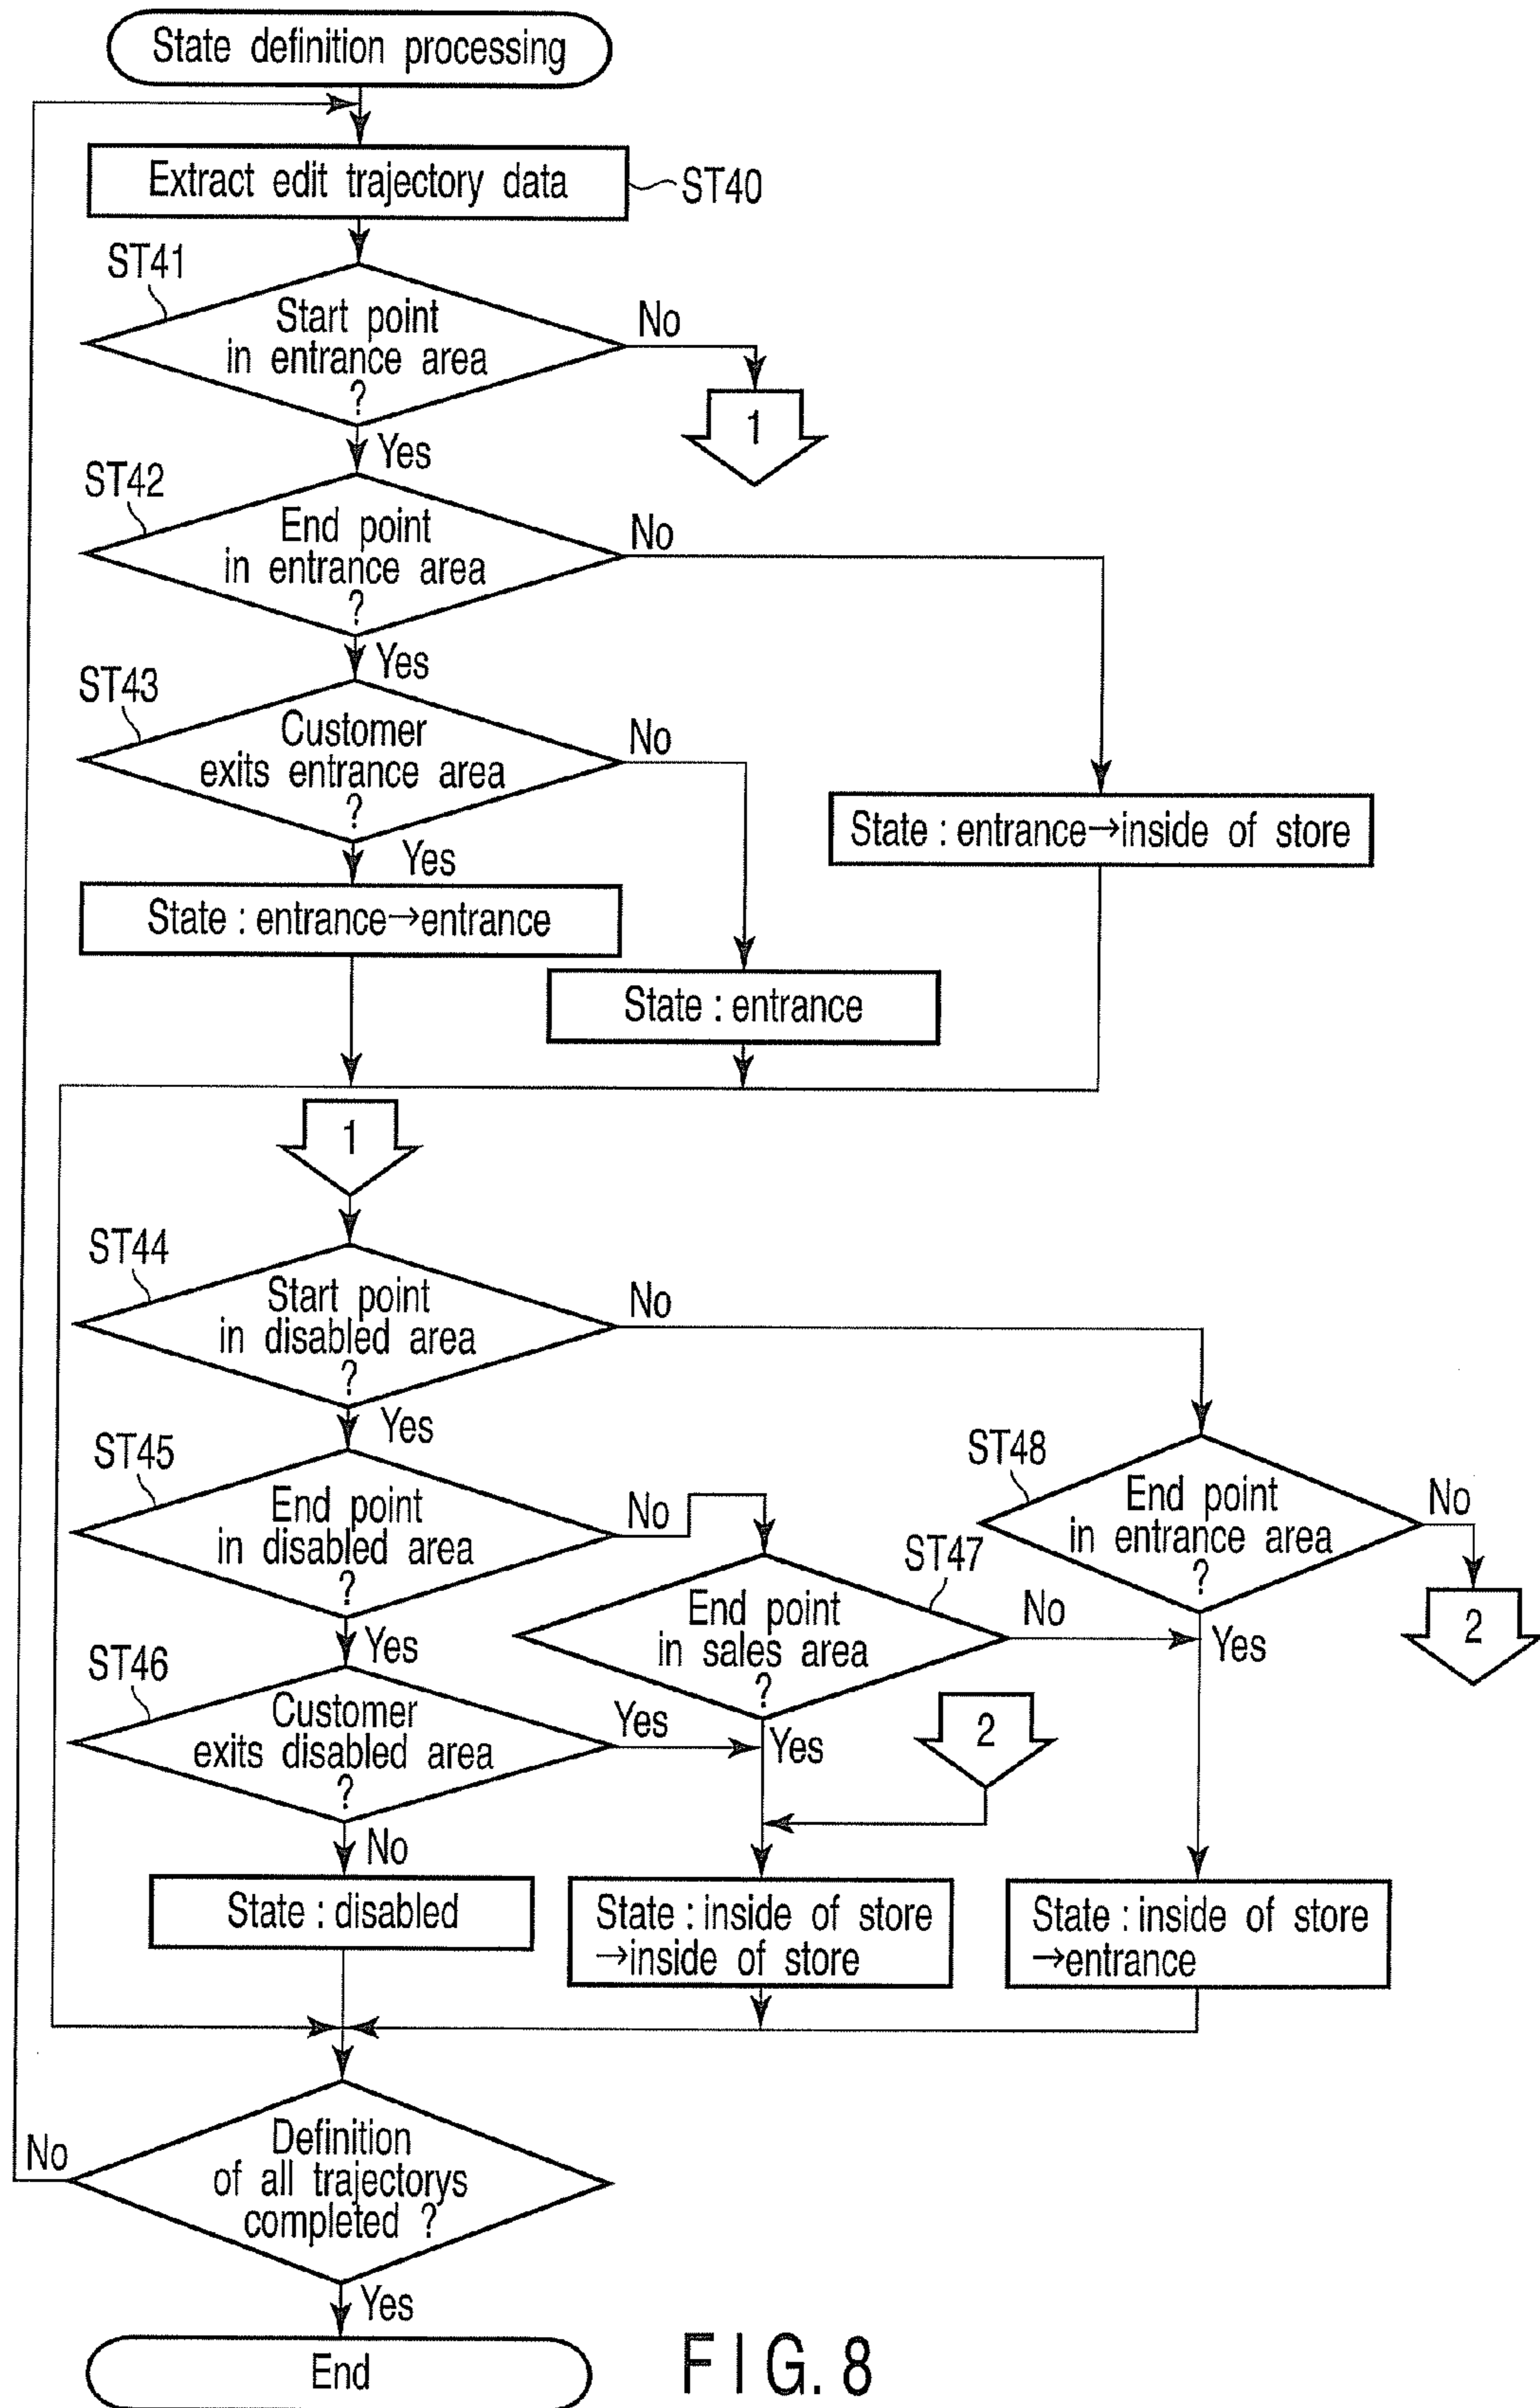 State definition processing
Extract edit trajectory data
ST40
ST41
Start point
in entrance area
?
No
1
Yes
ST42
End point
in entrance area
?
No
Yes
ST43
Customer
exits entrance area
?
No
Yes
State : entrance→inside of store
State : entrance→entrance
State : entrance
1
ST44
Start point
in disabled area
?
No
Yes
ST45
End point
in disabled area
?
No
Yes
ST48
End point
in entrance area
?
No
2
Yes
ST47
End point
in sales area
?
No
Yes
ST46
Customer
exits disabled area
?
Yes
No
2
State : disabled
State : inside of store
→inside of store
State : inside of store
→entrance
Definition
of all trajectorys
completed ?
No
Yes
End
FIG. 8